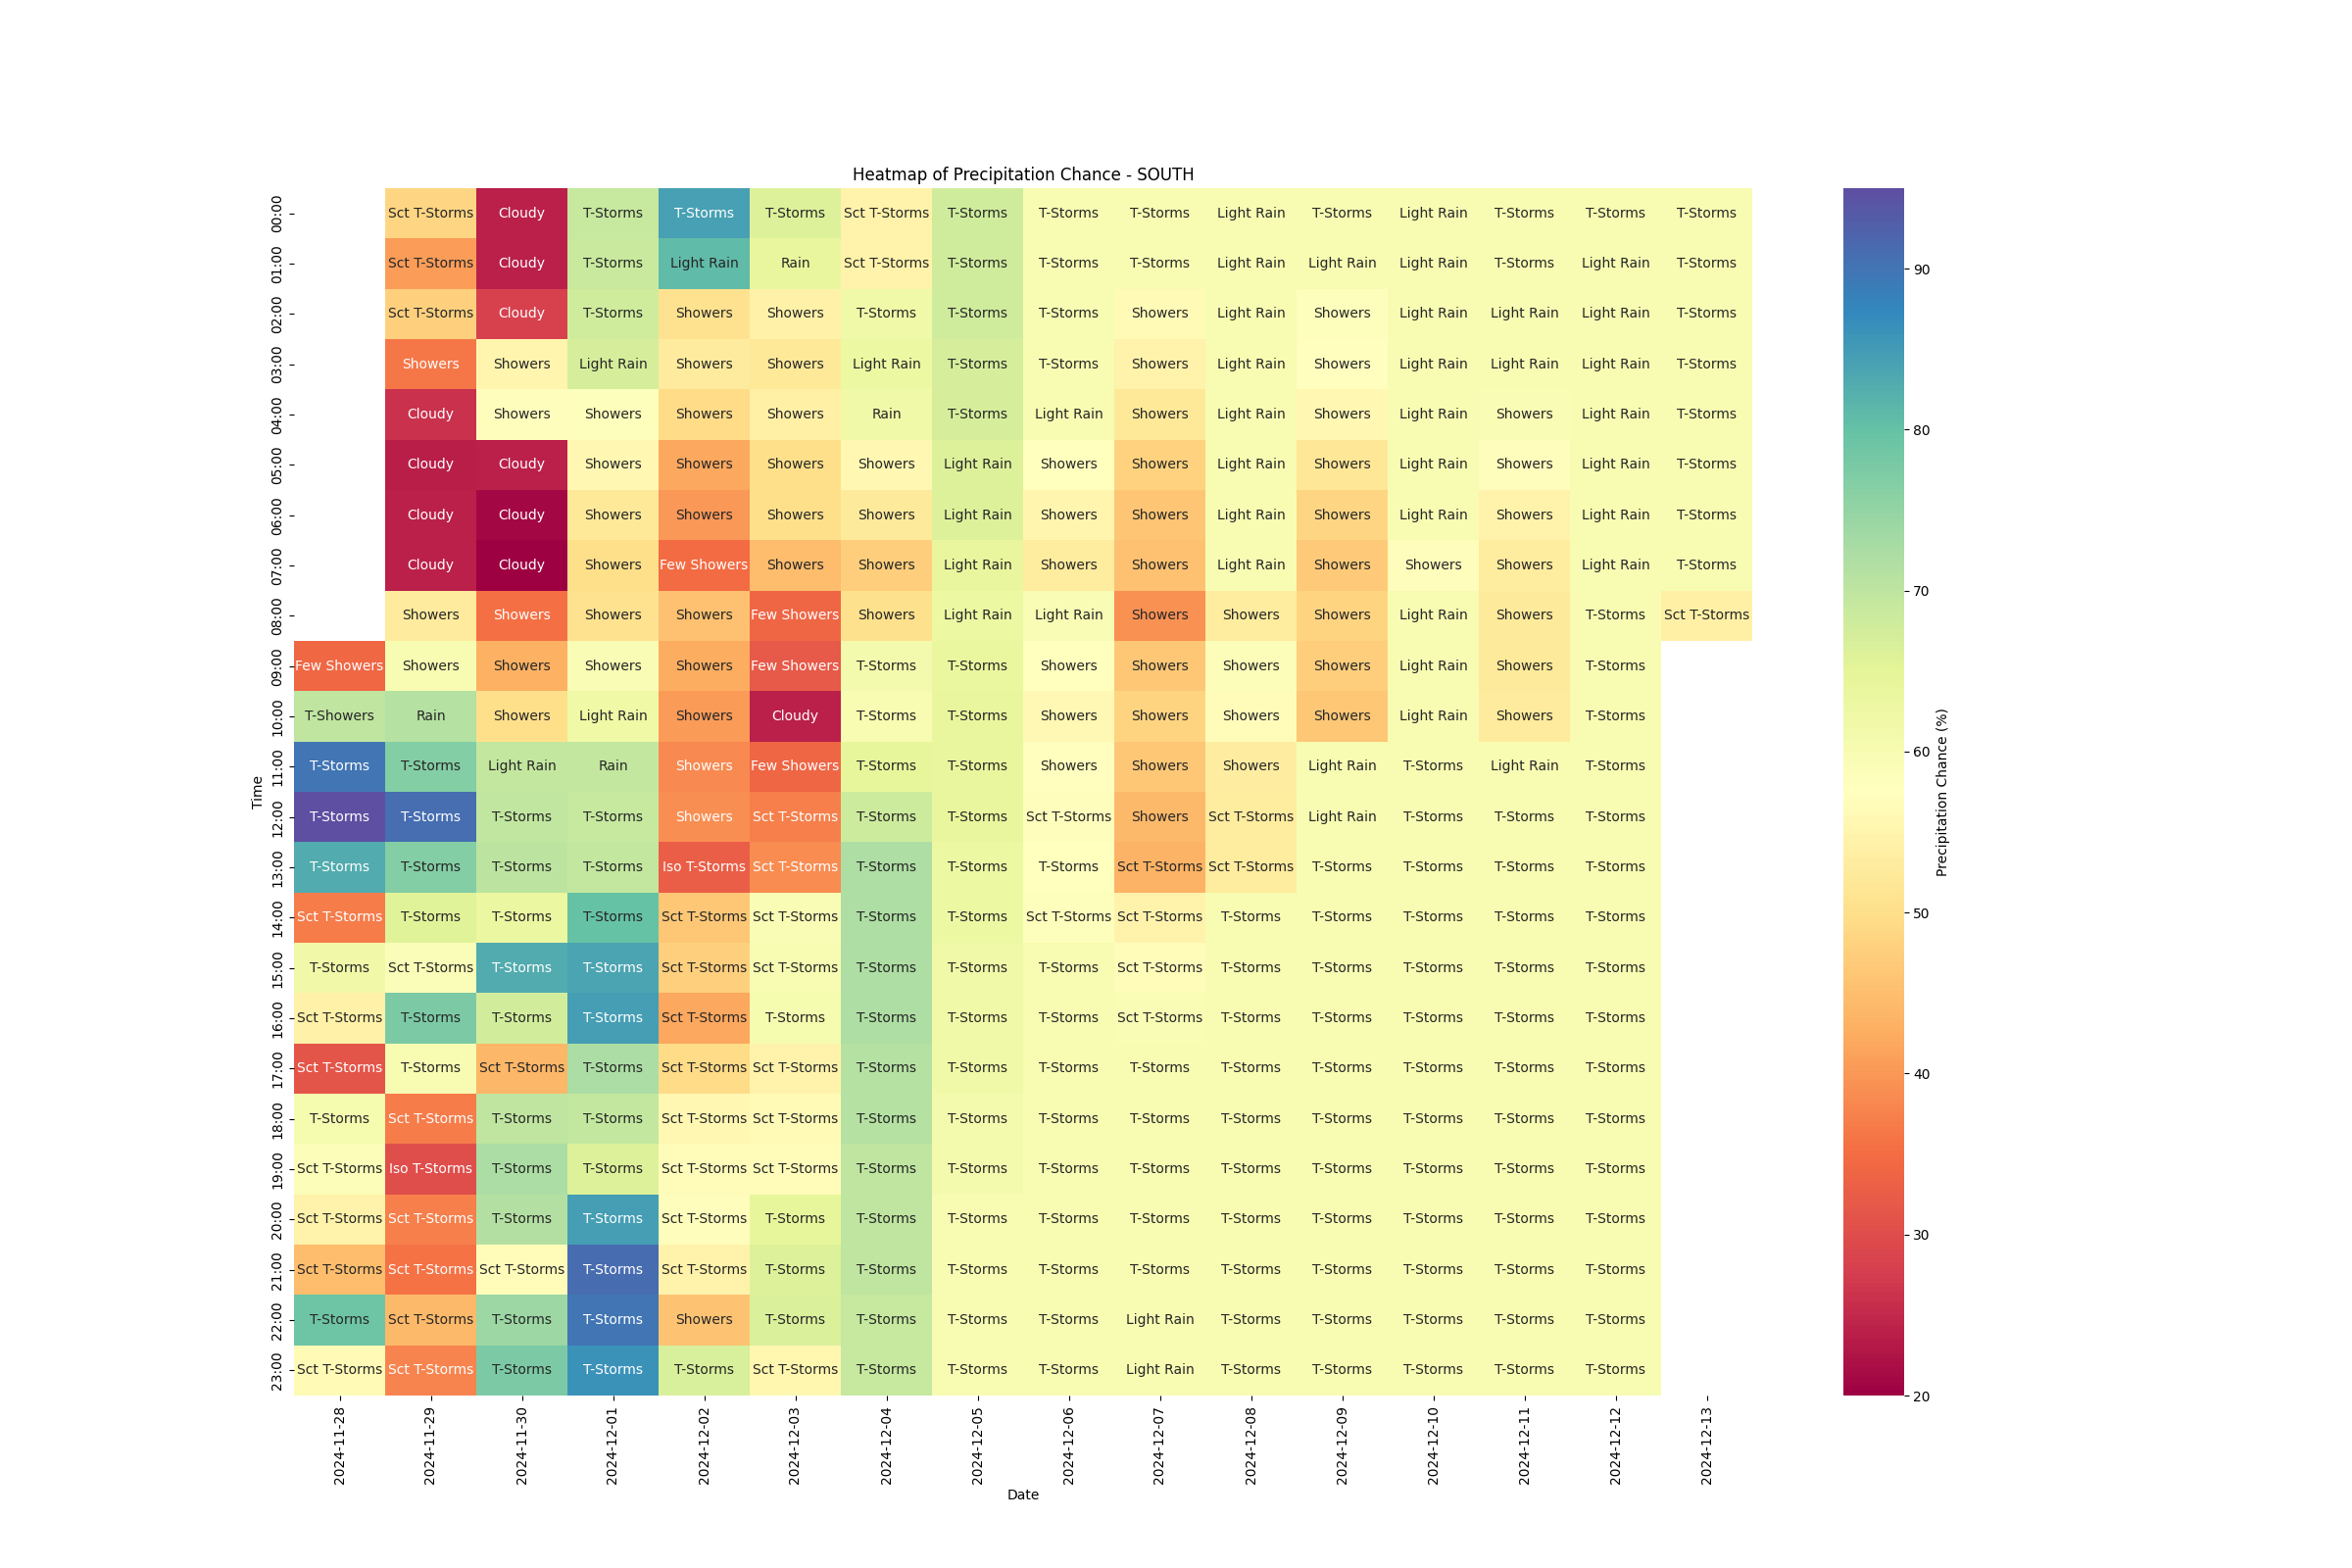 Heatmap of Precipitation Chance - SOUTH
00:00 Sct T-Storms Cloudy T-Storms T-Storms T-Storms Sct T-Storms T-Storms T-Storms T-Storms Light Rain T-Storms Light Rain T-Storms T-Storms T-Storms
01:00 Sct T-Storms Cloudy T-Storms Light Rain Rain Sct T-Storms T-Storms T-Storms T-Storms Light Rain Light Rain Light Rain T-Storms Light Rain T-Storms
02:00 Sct T-Storms Cloudy T-Storms Showers Showers T-Storms T-Storms T-Storms Showers Light Rain Showers Light Rain Light Rain Light Rain T-Storms
03:00 Showers Showers Light Rain Showers Showers Light Rain T-Storms T-Storms Showers Light Rain Showers Light Rain Light Rain Light Rain T-Storms
04:00 Cloudy Showers Showers Showers Showers Rain T-Storms Light Rain Showers Light Rain Showers Light Rain Showers Light Rain T-Storms
05:00 Cloudy Cloudy Showers Showers Showers Showers Light Rain Showers Showers Light Rain Showers Light Rain Showers Light Rain T-Storms
06:00 Cloudy Cloudy Showers Showers Showers Showers Light Rain Showers Showers Light Rain Showers Light Rain Showers Light Rain T-Storms
07:00 Cloudy Cloudy Showers Few Showers Showers Showers Light Rain Showers Showers Light Rain Showers Showers Showers Light Rain T-Storms
08:00 Showers Showers Showers Showers Few Showers Showers Light Rain Light Rain Showers Showers Showers Light Rain Showers T-Storms Sct T-Storms
09:00 Few Showers Showers Showers Showers Showers Few Showers T-Storms T-Storms Showers Showers Showers Showers Light Rain Showers T-Storms
10:00 T-Showers Rain Showers Light Rain Showers Cloudy T-Storms T-Storms Showers Showers Showers Showers Light Rain Showers T-Storms
11:00 T-Storms T-Storms Light Rain Rain Showers Few Showers T-Storms T-Storms Showers Showers Showers Light Rain T-Storms Light Rain T-Storms
12:00 T-Storms T-Storms T-Storms T-Storms Showers Sct T-Storms T-Storms T-Storms Sct T-Storms Showers Sct T-Storms Light Rain T-Storms T-Storms T-Storms
13:00 T-Storms T-Storms T-Storms T-Storms Iso T-Storms Sct T-Storms T-Storms T-Storms T-Storms Sct T-Storms Sct T-Storms T-Storms T-Storms T-Storms T-Storms
14:00 Sct T-Storms T-Storms T-Storms T-Storms Sct T-Storms Sct T-Storms T-Storms T-Storms Sct T-Storms Sct T-Storms T-Storms T-Storms T-Storms T-Storms T-Storms
15:00 T-Storms Sct T-Storms T-Storms T-Storms Sct T-Storms Sct T-Storms T-Storms T-Storms T-Storms Sct T-Storms T-Storms T-Storms T-Storms T-Storms T-Storms
16:00 Sct T-Storms T-Storms T-Storms T-Storms Sct T-Storms T-Storms T-Storms T-Storms T-Storms Sct T-Storms T-Storms T-Storms T-Storms T-Storms T-Storms
17:00 Sct T-Storms T-Storms Sct T-Storms T-Storms Sct T-Storms Sct T-Storms T-Storms T-Storms T-Storms T-Storms T-Storms T-Storms T-Storms T-Storms T-Storms
18:00 T-Storms Sct T-Storms T-Storms T-Storms Sct T-Storms Sct T-Storms T-Storms T-Storms T-Storms T-Storms T-Storms T-Storms T-Storms T-Storms T-Storms
19:00 Sct T-Storms Iso T-Storms T-Storms T-Storms Sct T-Storms Sct T-Storms T-Storms T-Storms T-Storms T-Storms T-Storms T-Storms T-Storms T-Storms T-Storms
20:00 Sct T-Storms Sct T-Storms T-Storms T-Storms Sct T-Storms T-Storms T-Storms T-Storms T-Storms T-Storms T-Storms T-Storms T-Storms T-Storms T-Storms
21:00 Sct T-Storms Sct T-Storms Sct T-Storms T-Storms Sct T-Storms T-Storms T-Storms T-Storms T-Storms T-Storms T-Storms T-Storms T-Storms T-Storms T-Storms
22:00 T-Storms Sct T-Storms T-Storms T-Storms Showers T-Storms T-Storms T-Storms T-Storms Light Rain T-Storms T-Storms T-Storms T-Storms T-Storms
23:00 Sct T-Storms Sct T-Storms T-Storms T-Storms T-Storms Sct T-Storms T-Storms T-Storms T-Storms Light Rain T-Storms T-Storms T-Storms T-Storms T-Storms
Time
2024-11-28 2024-11-29 2024-11-30 2024-12-01 2024-12-02 2024-12-03 2024-12-04 2024-12-05 2024-12-06 2024-12-07 2024-12-08 2024-12-09 2024-12-10 2024-12-11 2024-12-12 2024-12-13
Date
90
80
70
60
50
40
30
20
Precipitation Chance (%)